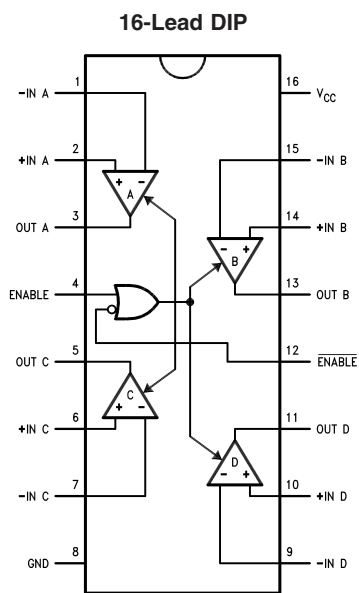 16-Lead DIP
-IN A 1
16 VCC
+IN A 2
15 -IN B
+ -
A
14 +IN B
OUT A 3
- +
B
ENABLE 4
13 OUT B
OUT C 5
12 ENABLE
C
+ -
+IN C 6
11 OUT D
D
- +
-IN C 7
10 +IN D
GND 8
9 -IN D